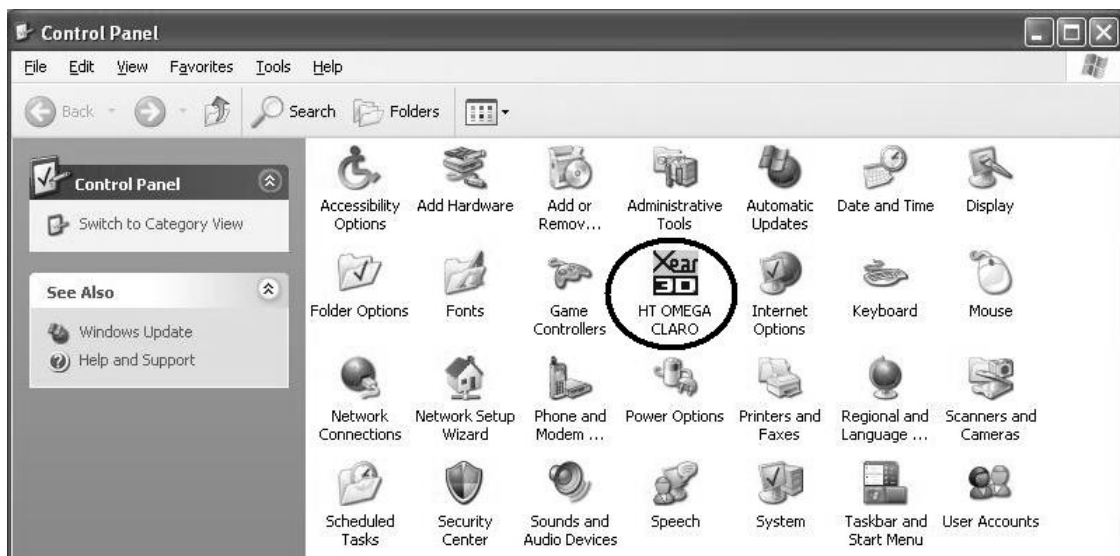 Control Panel
File Edit View Favorites Tools Help
Back Search Folders
Control Panel
Switch to Category View
See Also
Windows Update
Help and Support
Accessibility Options
Add Hardware
Add or Remov...
Administrative Tools
Automatic Updates
Date and Time
Display
Folder Options
Fonts
Game Controllers
Xear 3D
HT OMEGA CLARO
Internet Options
Keyboard
Mouse
Network Connections
Network Setup Wizard
Phone and Modem ...
Power Options
Printers and Faxes
Regional and Language ...
Scanners and Cameras
Scheduled Tasks
Security Center
Sounds and Audio Devices
Speech
System
Taskbar and Start Menu
User Accounts